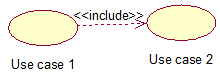 <<include>>
Use case 1
Use case 2